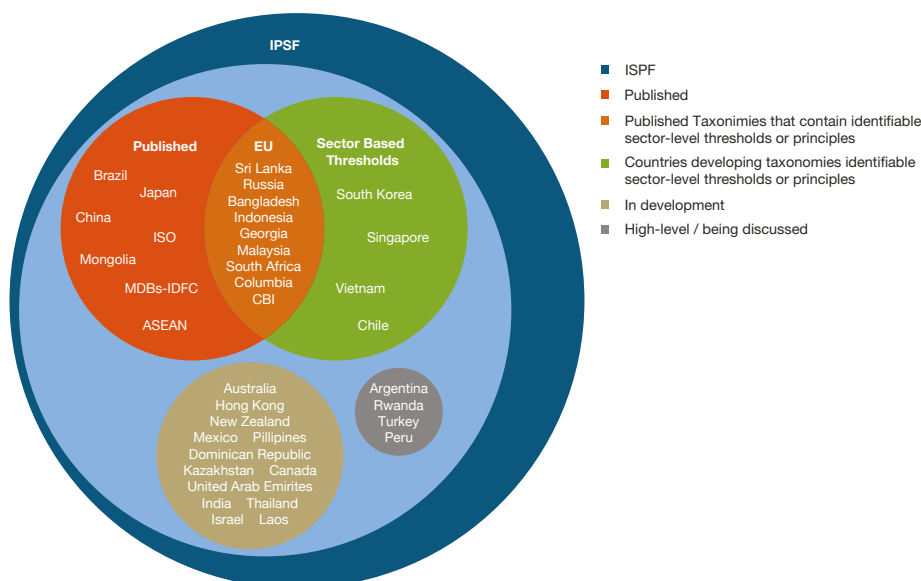 IPSF
Published
Brazil
Japan
China
ISO
Mongolia
MDBs-IDFC
ASEAN
EU
Sri Lanka
Russia
Bangladesh
Indonesia
Georgia
Malaysia
South Africa
Columbia
CBI
Sector Based
Thresholds
South Korea
Singapore
Vietnam
Chile
Australia
Hong Kong
New Zealand
Mexico Pillipines
Dominican Republic
Kazakhstan Canada
United Arab Emirites
India Thailand
Israel Laos
Argentina
Rwanda
Turkey
Peru
ISPF
Published
Published Taxonimies that contain identifiable
sector-level thresholds or principles
Countries developing taxonomies identifiable
sector-level thresholds or principles
In development
High-level / being discussed